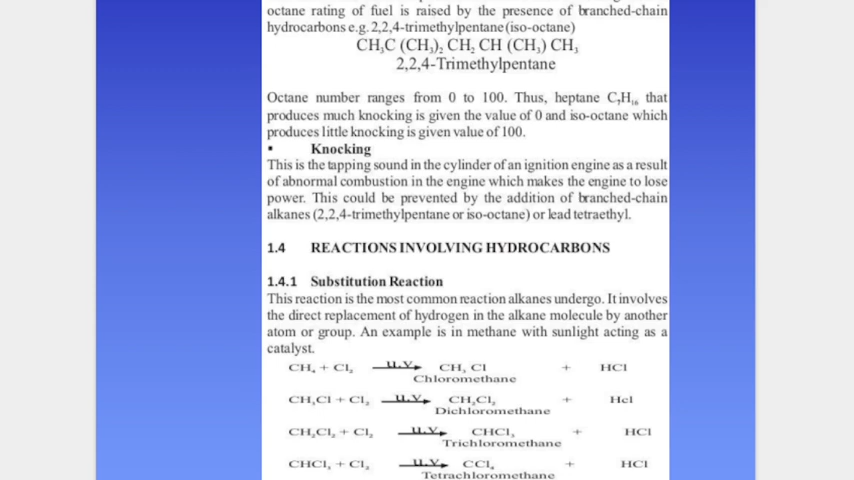 octane rating of fuel is raised by the presence of branched-chain
hydrocarbons e.g. 2,2,4-trimethylpentane (iso-octane)
CH₃C (CH₃)₂ CH₂ CH (CH₃) CH₃
2,2,4-Trimethylpentane
Octane number ranges from 0 to 100. Thus, heptane C₇H₁₆ that
produces much knocking is given the value of 0 and iso-octane which
produces little knocking is given value of 100.
▪ Knocking
This is the tapping sound in the cylinder of an ignition engine as a result
of abnormal combustion in the engine which makes the engine to lose
power. This could be prevented by the addition of branched-chain
alkanes (2,2,4-trimethylpentane or iso-octane) or lead tetraethyl.
1.4 REACTIONS INVOLVING HYDROCARBONS
1.4.1 Substitution Reaction
This reaction is the most common reaction alkanes undergo. It involves
the direct replacement of hydrogen in the alkane molecule by another
atom or group. An example is in methane with sunlight acting as a
catalyst.
CH₄ + Cl₂ u.v→ CH₃ Cl + HCl
Chloromethane
CH₃Cl + Cl₂ u.v→ CH₂Cl₂ + Hcl
Dichloromethane
CH₂Cl₂ + Cl₂ u.v→ CHCl₃ + HCl
Trichloromethane
CHCl₃ + Cl₂ u.v→ CCl₄ + HCl
Tetrachloromethane